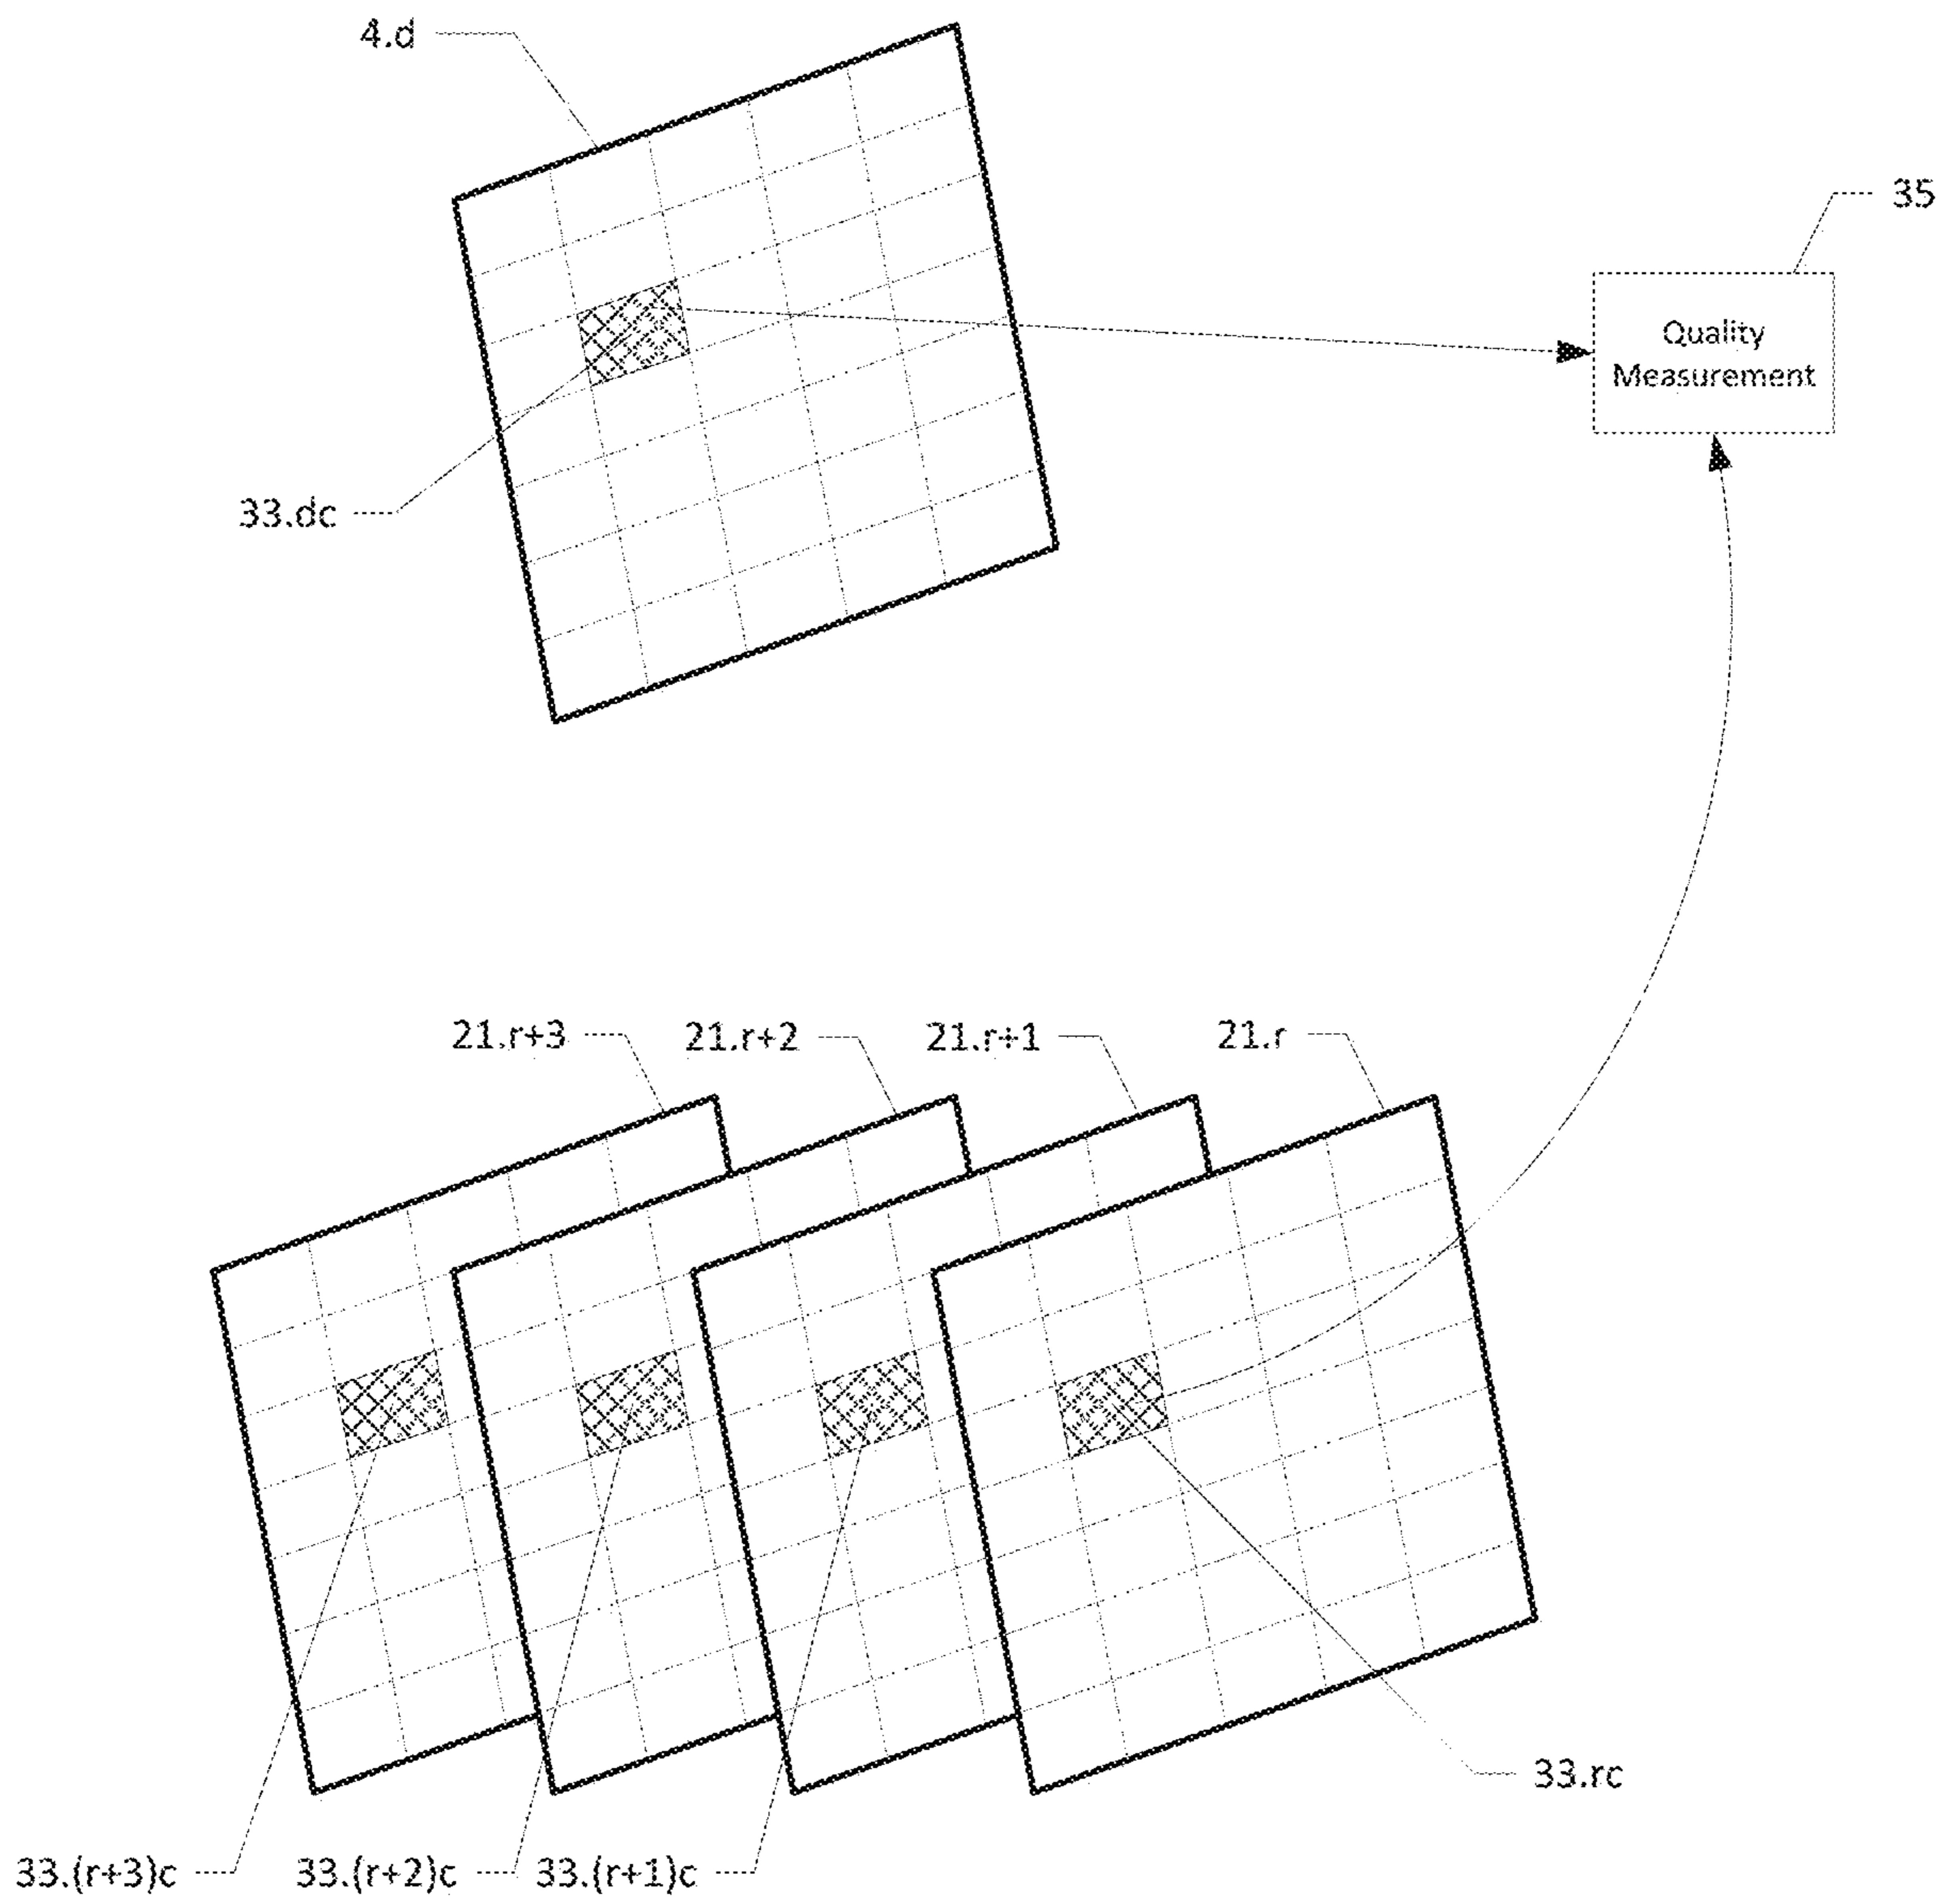 4.d
35
Quality
Measurement
33.dc
21.r+3
21.r+2
21.r+1
21.r
33.rc
33.(r+3)c
33.(r+2)c
33.(r+1)c